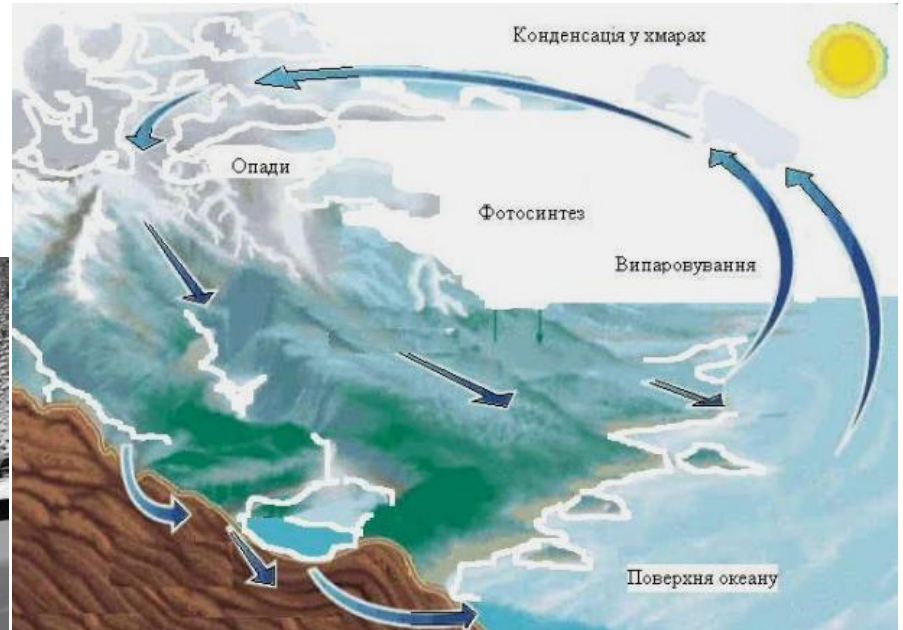 Конденсація у хмарах
Опади
Фотосинтез
Випаровування
Поверхня океану